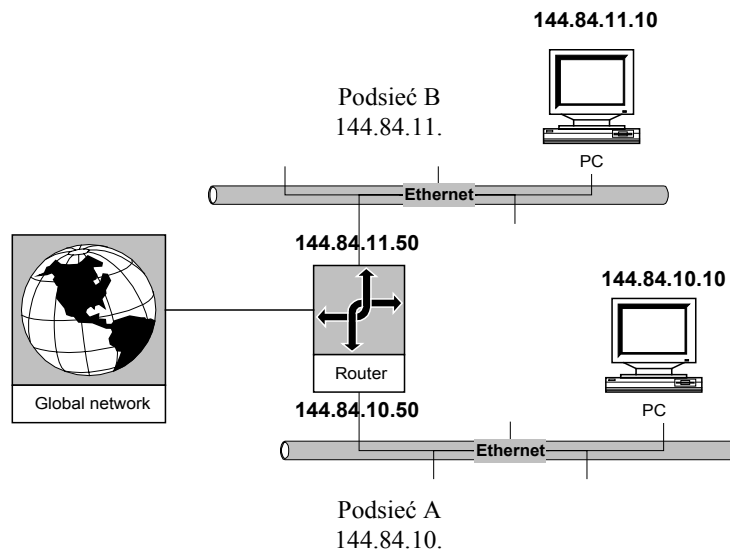 144.84.11.10
Podsieć B
144.84.11.
PC
Ethernet
144.84.11.50
144.84.10.10
Router
Global network
144.84.10.50
PC
Ethernet
Podsieć A
144.84.10.